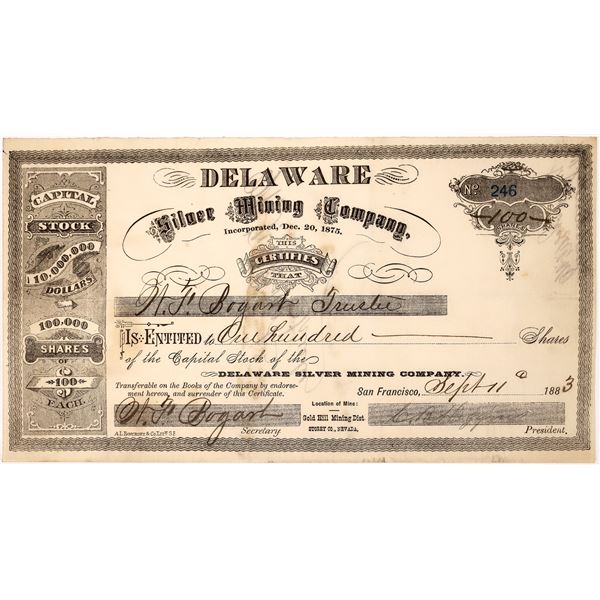 DELAWARE
Silver Mining Company,
Incorporated, Dec. 20, 1875.
THIS
CERTIFIES
THAT
No. 246
100
SHARES
CAPITAL
STOCK
10,000,000
DOLLARS
100,000
SHARES
OF
100
EACH.
W. F. Bogart Trustee
IS ENTITLED to One hundred Shares
of the Capital Stock of the
DELAWARE SILVER MINING COMPANY.
Transferable on the Books of the Company by endorse-
ment hereon, and surrender of this Certificate.
San Francisco, Sept 11 1883
W. F. Bogart
Secretary
Location of Mine:
Gold Hill Mining Dist.
STOREY CO., NEVADA.
President.
A.L. BANCROFT & CO. LITH. S.F.